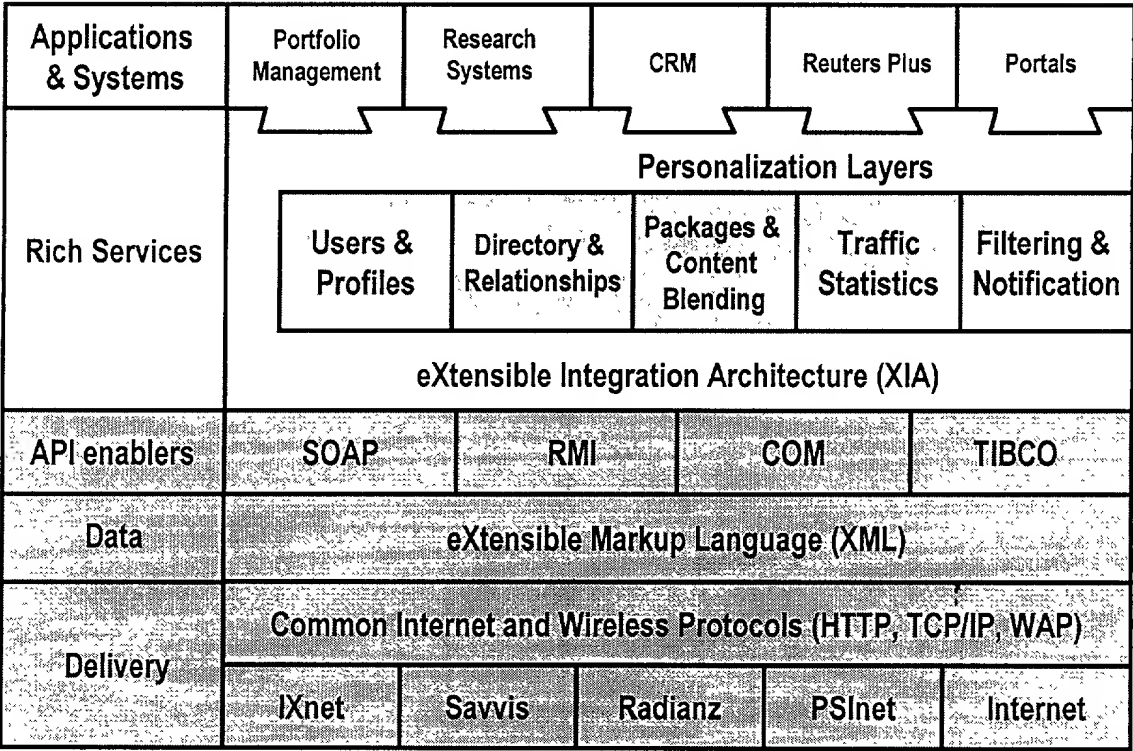 Applications
& Systems
Portfolio
Management
Research
Systems
CRM
Reuters Plus
Portals
Rich Services
Personalization Layers
Users &
Profiles
Directory &
Relationships
Packages &
Content
Blending
Traffic
Statistics
Filtering &
Notification
eXtensible Integration Architecture (XIA)
API enablers
SOAP
RMI
COM
TIBCO
Data
eXtensible Markup Language (XML)
Delivery
Common Internet and Wireless Protocols (HTTP, TCP/IP, WAP)
IXnet
Savvis
Radianz
PSInet
Internet